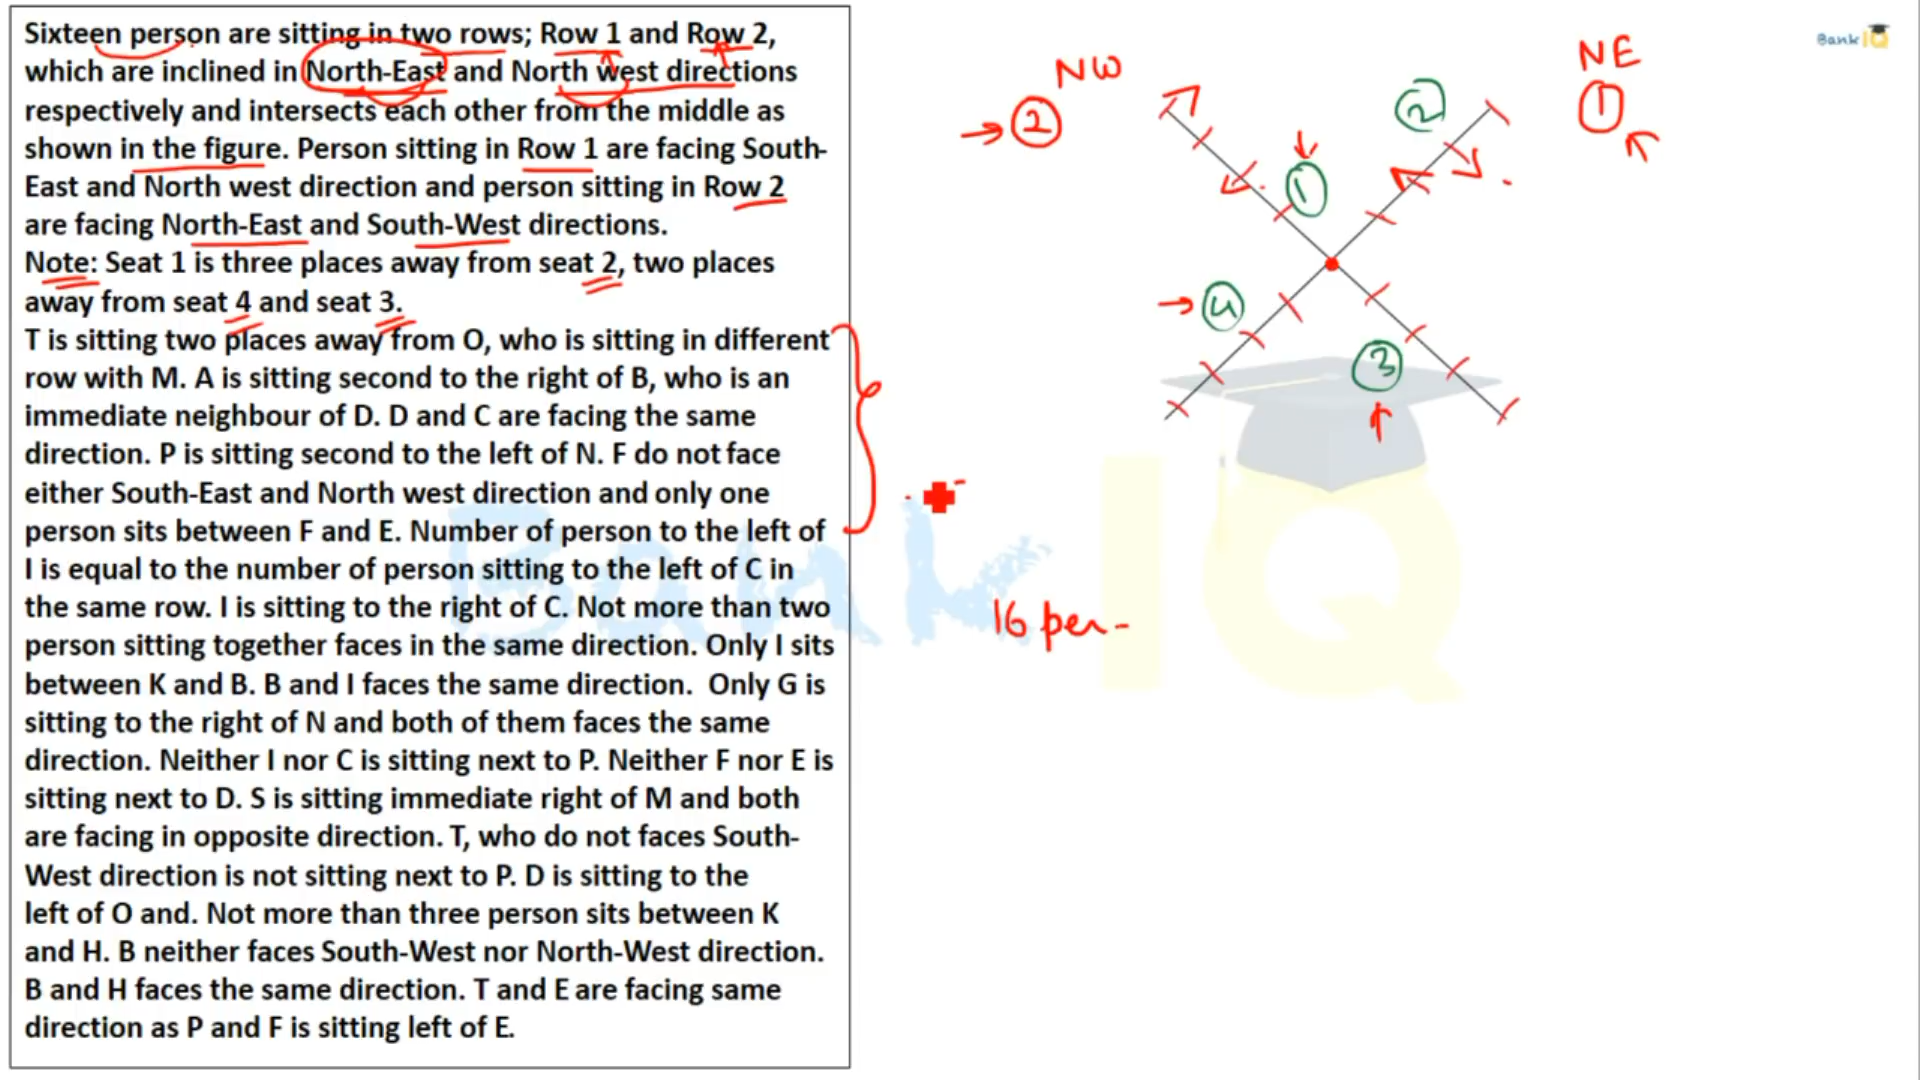 Sixteen person are sitting in two rows; Row 1 and Row 2,
which are inclined in North-East and North west directions
respectively and intersects each other from the middle as
shown in the figure. Person sitting in Row 1 are facing South-
East and North west direction and person sitting in Row 2
are facing North-East and South-West directions.
Note: Seat 1 is three places away from seat 2, two places
away from seat 4 and seat 3.
T is sitting two places away from O, who is sitting in different
row with M. A is sitting second to the right of B, who is an
immediate neighbour of D. D and C are facing the same
direction. P is sitting second to the left of N. F do not face
either South-East and North west direction and only one
person sits between F and E. Number of person to the left of
I is equal to the number of person sitting to the left of C in
the same row. I is sitting to the right of C. Not more than two
person sitting together faces in the same direction. Only I sits
between K and B. B and I faces the same direction. Only G is
sitting to the right of N and both of them faces the same
direction. Neither I nor C is sitting next to P. Neither F nor E is
sitting next to D. S is sitting immediate right of M and both
are facing in opposite direction. T, who do not faces South-
West direction is not sitting next to P. D is sitting to the
left of O and. Not more than three person sits between K
and H. B neither faces South-West nor North-West direction.
B and H faces the same direction. T and E are facing same
direction as P and F is sitting left of E.
NW
2
2
NE
1
1
4
3
16 per-
Bank IQ
Bank IQ